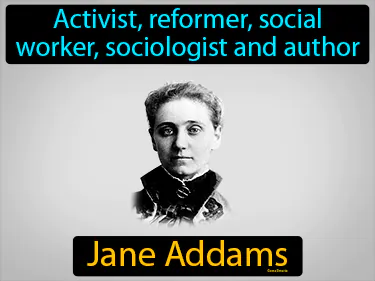 Activist, reformer, social
worker, sociologist and author
Jane Addams